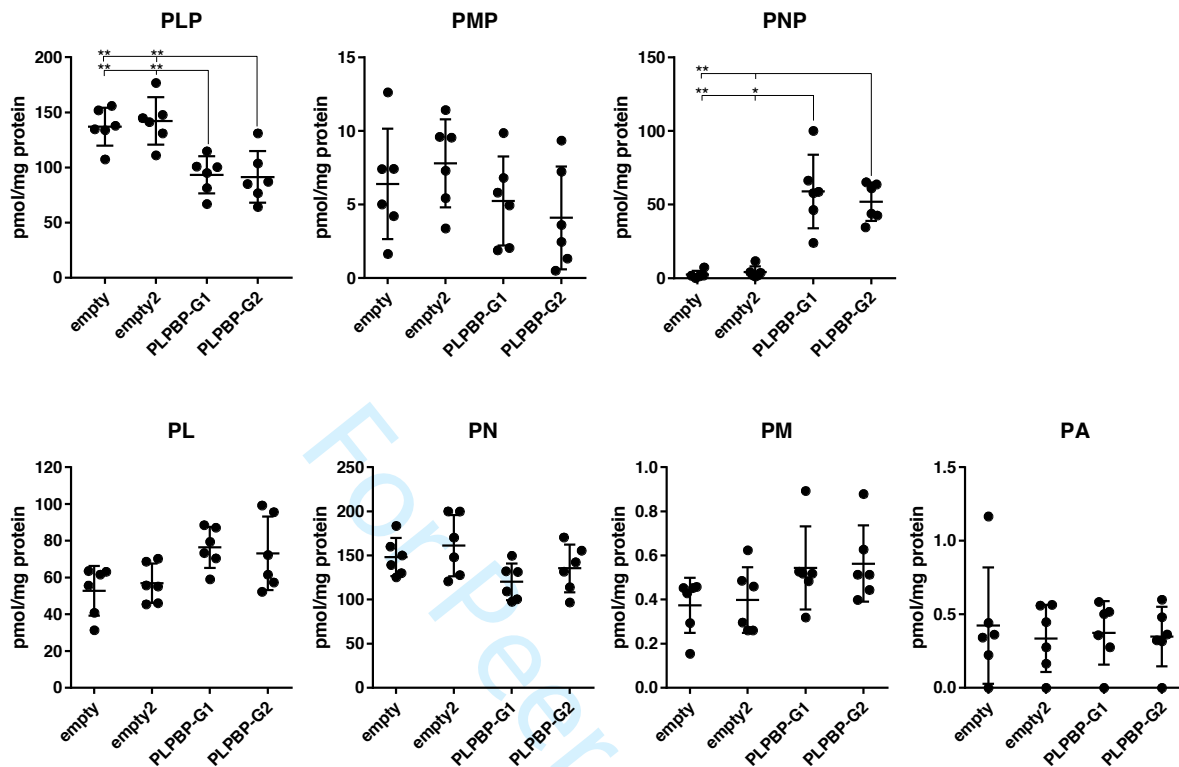 PLP
PMP
PNP
pmol/mg protein
200
150
100
50
0
** **
** **
empty
empty2
PLPBP-G1
PLPBP-G2
pmol/mg protein
15
10
5
0
empty
empty2
PLPBP-G1
PLPBP-G2
pmol/mg protein
150
100
50
0
**
** *
empty
empty2
PLPBP-G1
PLPBP-G2
PL
PN
PM
PA
pmol/mg protein
120
100
80
60
40
20
0
empty
empty2
PLPBP-G1
PLPBP-G2
pmol/mg protein
250
200
150
100
50
0
empty
empty2
PLPBP-G1
PLPBP-G2
pmol/mg protein
1.0
0.8
0.6
0.4
0.2
0.0
empty
empty2
PLPBP-G1
PLPBP-G2
pmol/mg protein
1.5
1.0
0.5
0.0
empty
empty2
PLPBP-G1
PLPBP-G2
For Peer